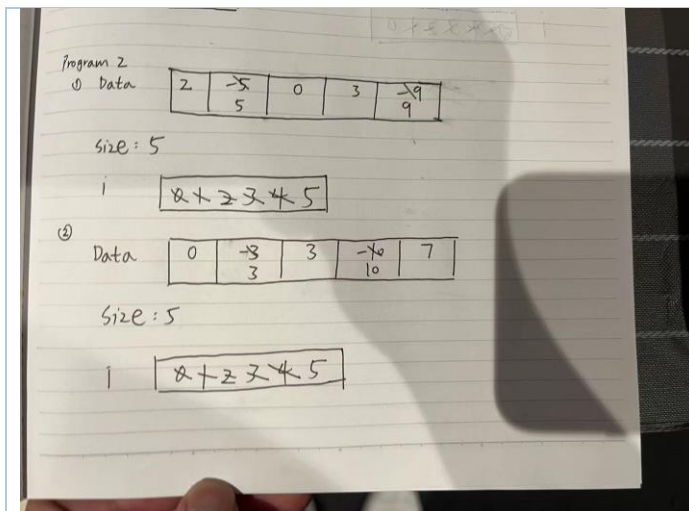 Program 2
① Data 2 -5 0 3 -9
5 9
Size: 5
i 0 1 2 3 4 5
②
Data 0 -3 3 -10 7
3 10
Size: 5
i 0 1 2 3 4 5